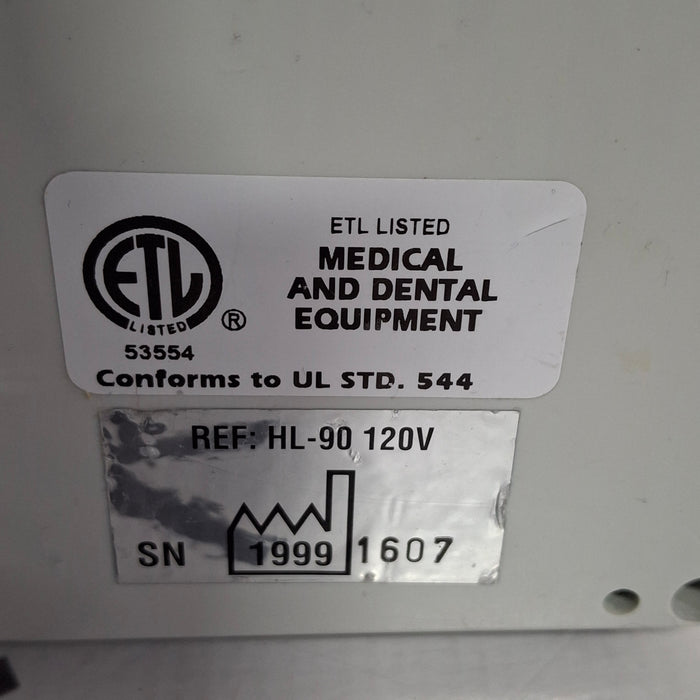 ETL
LISTED
®
53554
ETL LISTED
MEDICAL
AND DENTAL
EQUIPMENT
Conforms to UL STD. 544
REF: HL-90 120V
SN 1999 1607